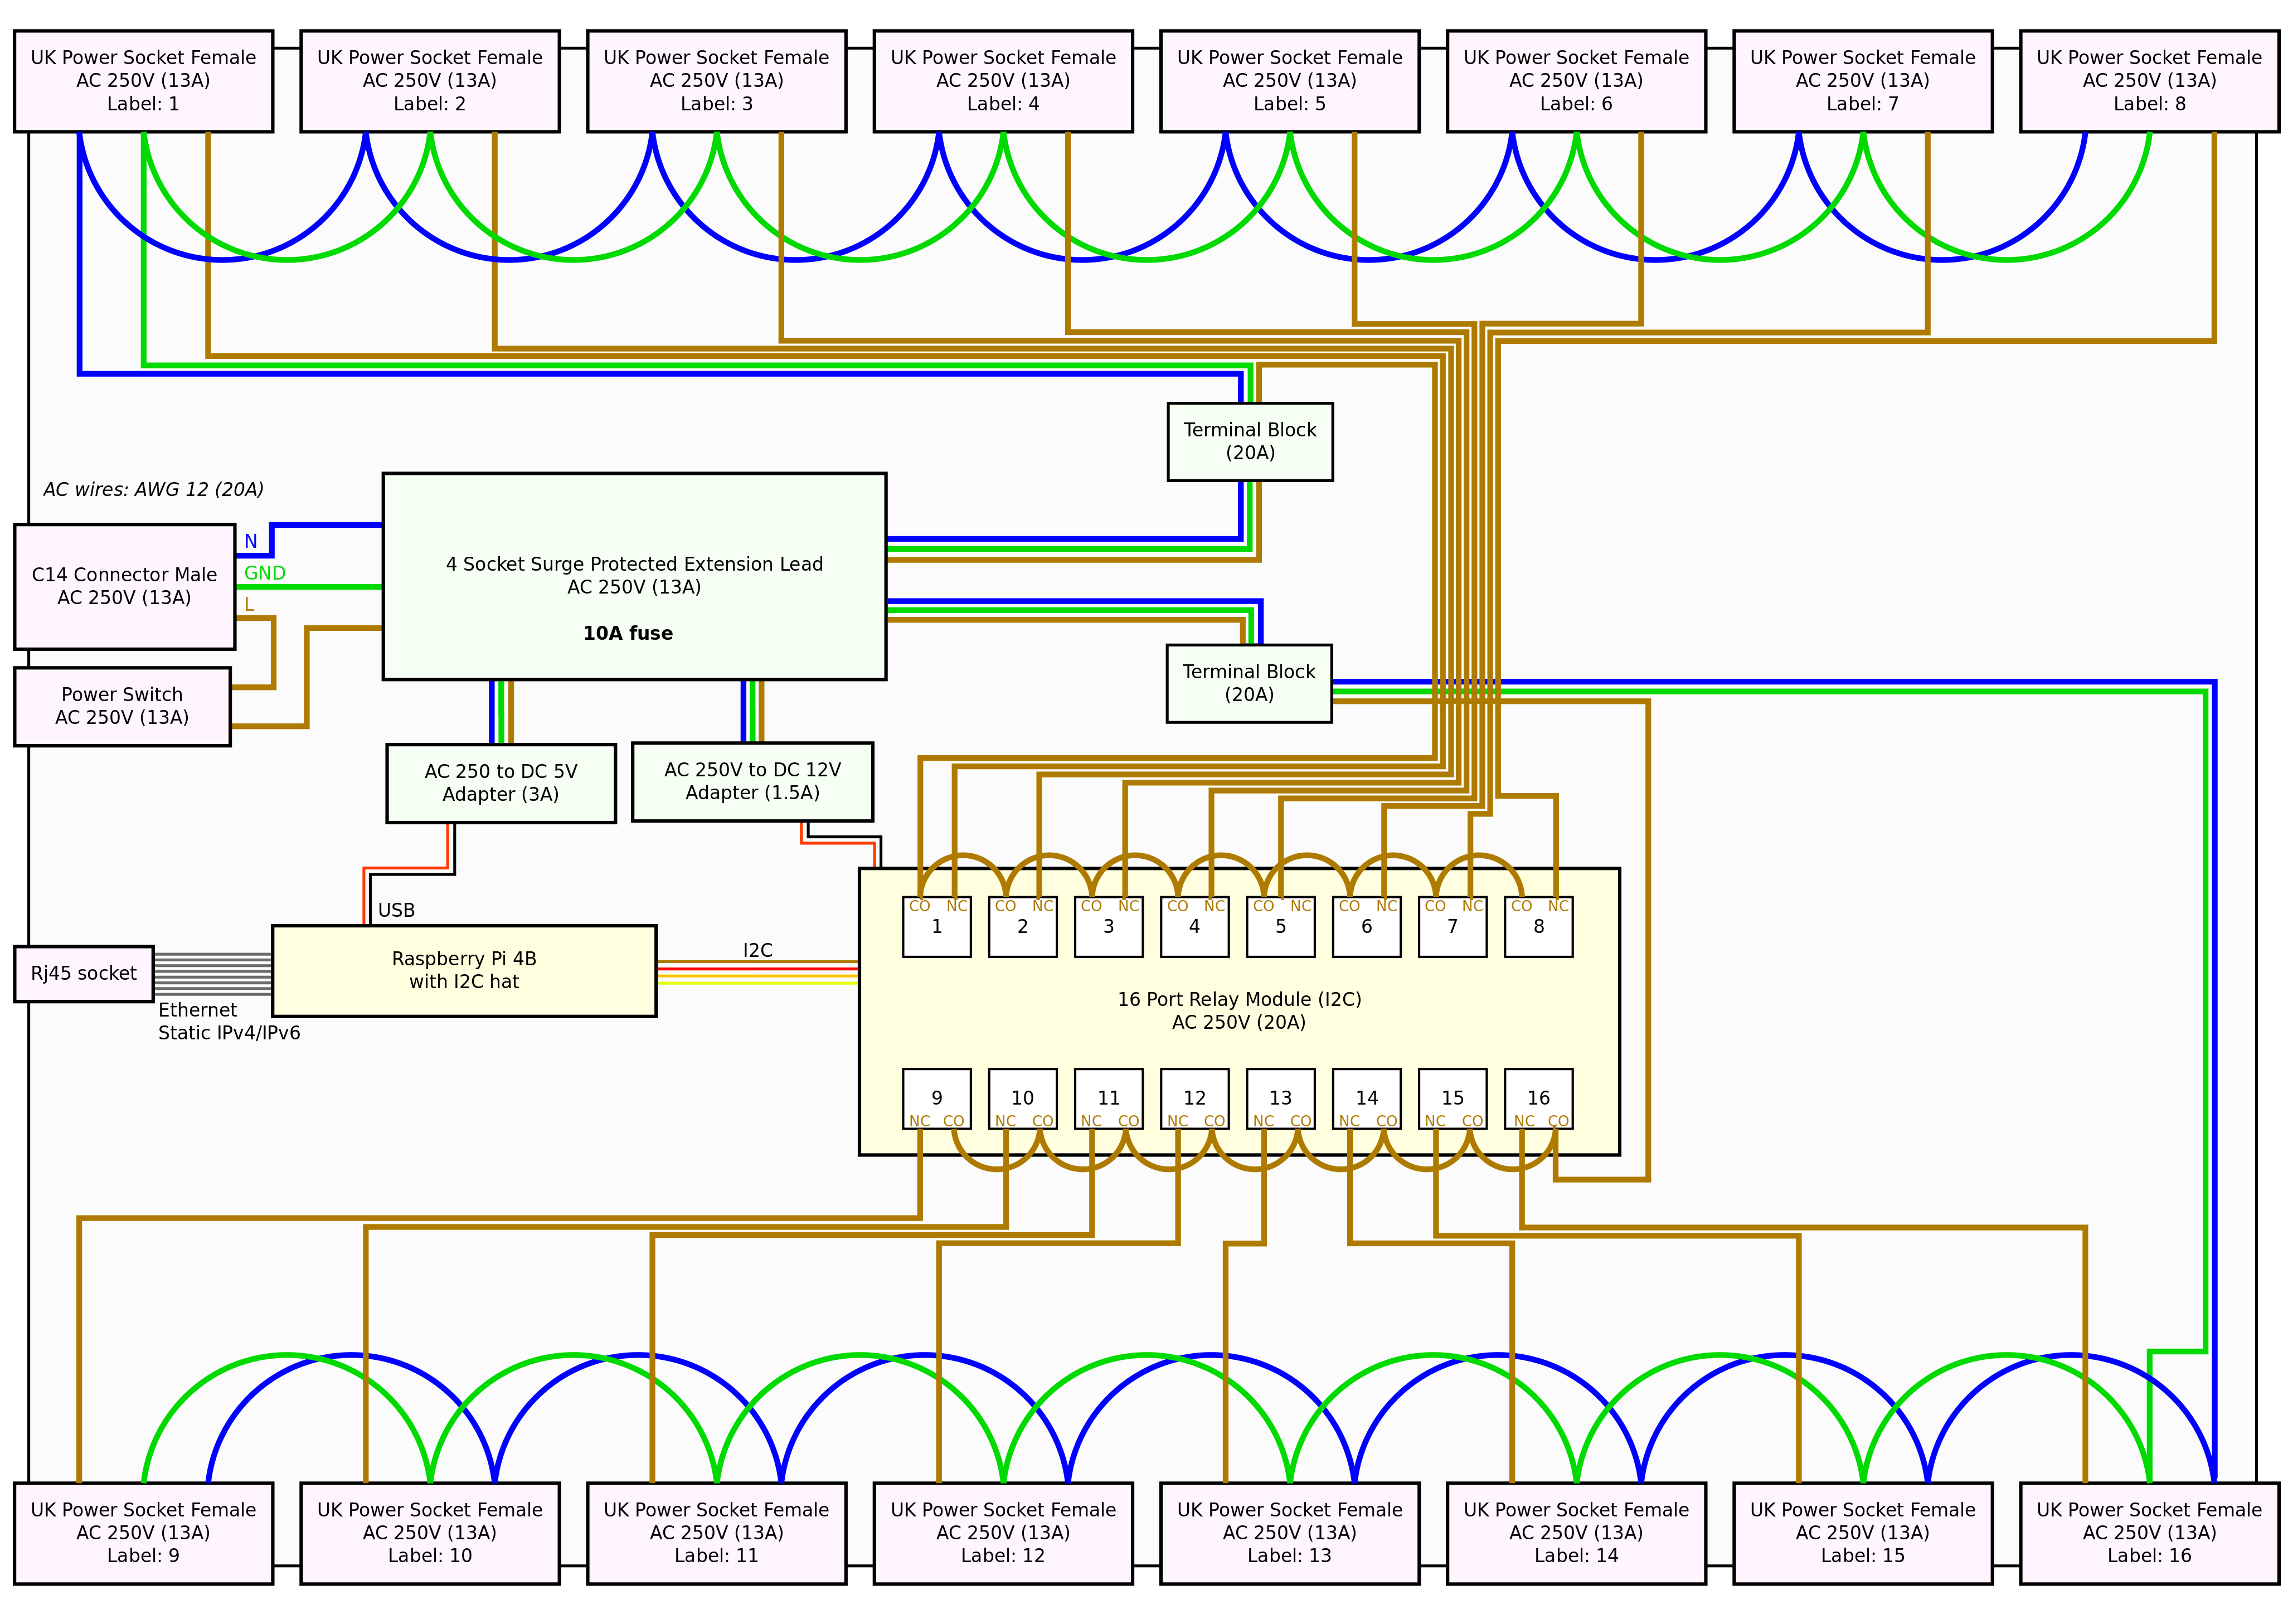 UK Power Socket Female
AC 250V (13A)
Label: 1
UK Power Socket Female
AC 250V (13A)
Label: 2
UK Power Socket Female
AC 250V (13A)
Label: 3
UK Power Socket Female
AC 250V (13A)
Label: 4
UK Power Socket Female
AC 250V (13A)
Label: 5
UK Power Socket Female
AC 250V (13A)
Label: 6
UK Power Socket Female
AC 250V (13A)
Label: 7
UK Power Socket Female
AC 250V (13A)
Label: 8
Terminal Block
(20A)
AC wires: AWG 12 (20A)
C14 Connector Male
AC 250V (13A)
N
GND
L
4 Socket Surge Protected Extension Lead
AC 250V (13A)
10A fuse
Power Switch
AC 250V (13A)
Terminal Block
(20A)
AC 250 to DC 5V
Adapter (3A)
AC 250V to DC 12V
Adapter (1.5A)
USB
Rj45 socket
Ethernet
Static IPv4/IPv6
Raspberry Pi 4B
with I2C hat
I2C
CO NC
1
CO NC
2
CO NC
3
CO NC
4
CO NC
5
CO NC
6
CO NC
7
CO NC
8
16 Port Relay Module (I2C)
AC 250V (20A)
9
NC CO
10
NC CO
11
NC CO
12
NC CO
13
NC CO
14
NC CO
15
NC CO
16
NC CO
UK Power Socket Female
AC 250V (13A)
Label: 9
UK Power Socket Female
AC 250V (13A)
Label: 10
UK Power Socket Female
AC 250V (13A)
Label: 11
UK Power Socket Female
AC 250V (13A)
Label: 12
UK Power Socket Female
AC 250V (13A)
Label: 13
UK Power Socket Female
AC 250V (13A)
Label: 14
UK Power Socket Female
AC 250V (13A)
Label: 15
UK Power Socket Female
AC 250V (13A)
Label: 16